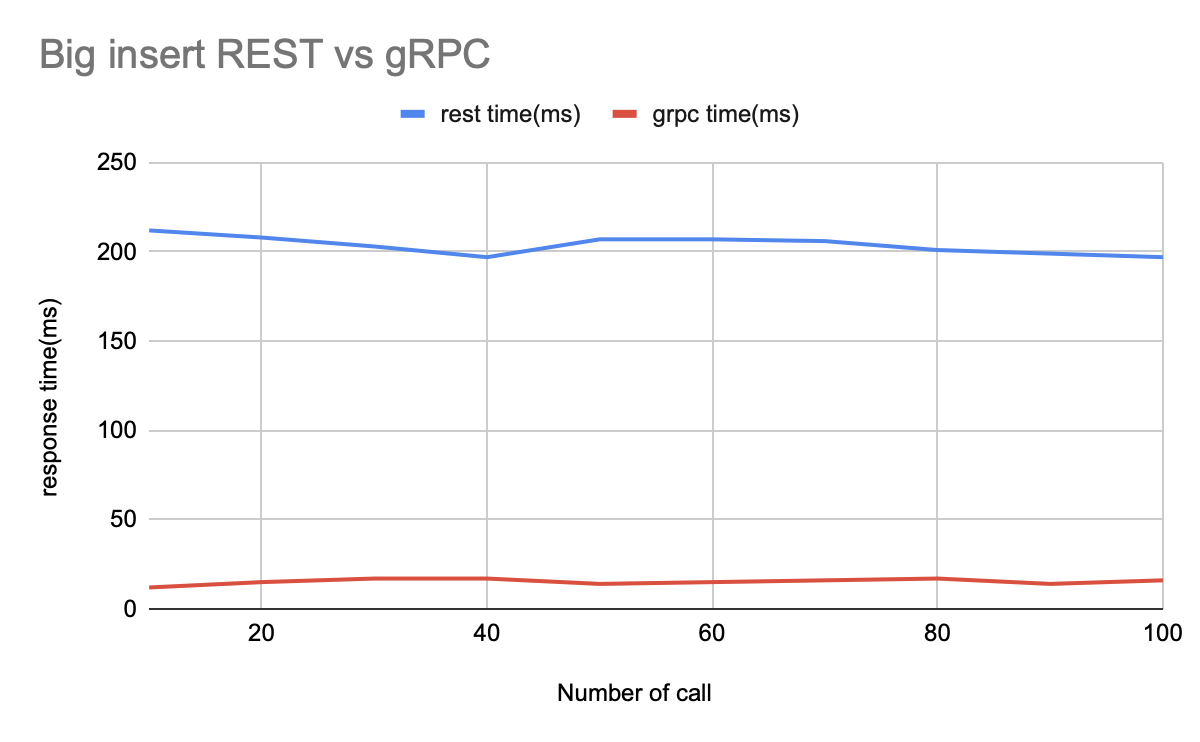 Big insert REST vs gRPC
rest time(ms) grpc time(ms)
250
200
150
100
50
0
response time(ms)
20 40 60 80 100
Number of call